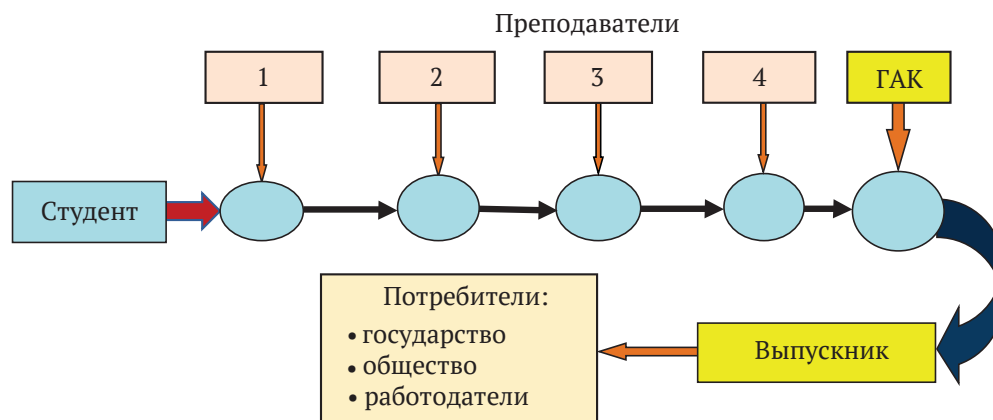 Преподаватели
1
2
3
4
ГАК
Студент
Потребители:
• государство
• общество
• работодатели
Выпускник